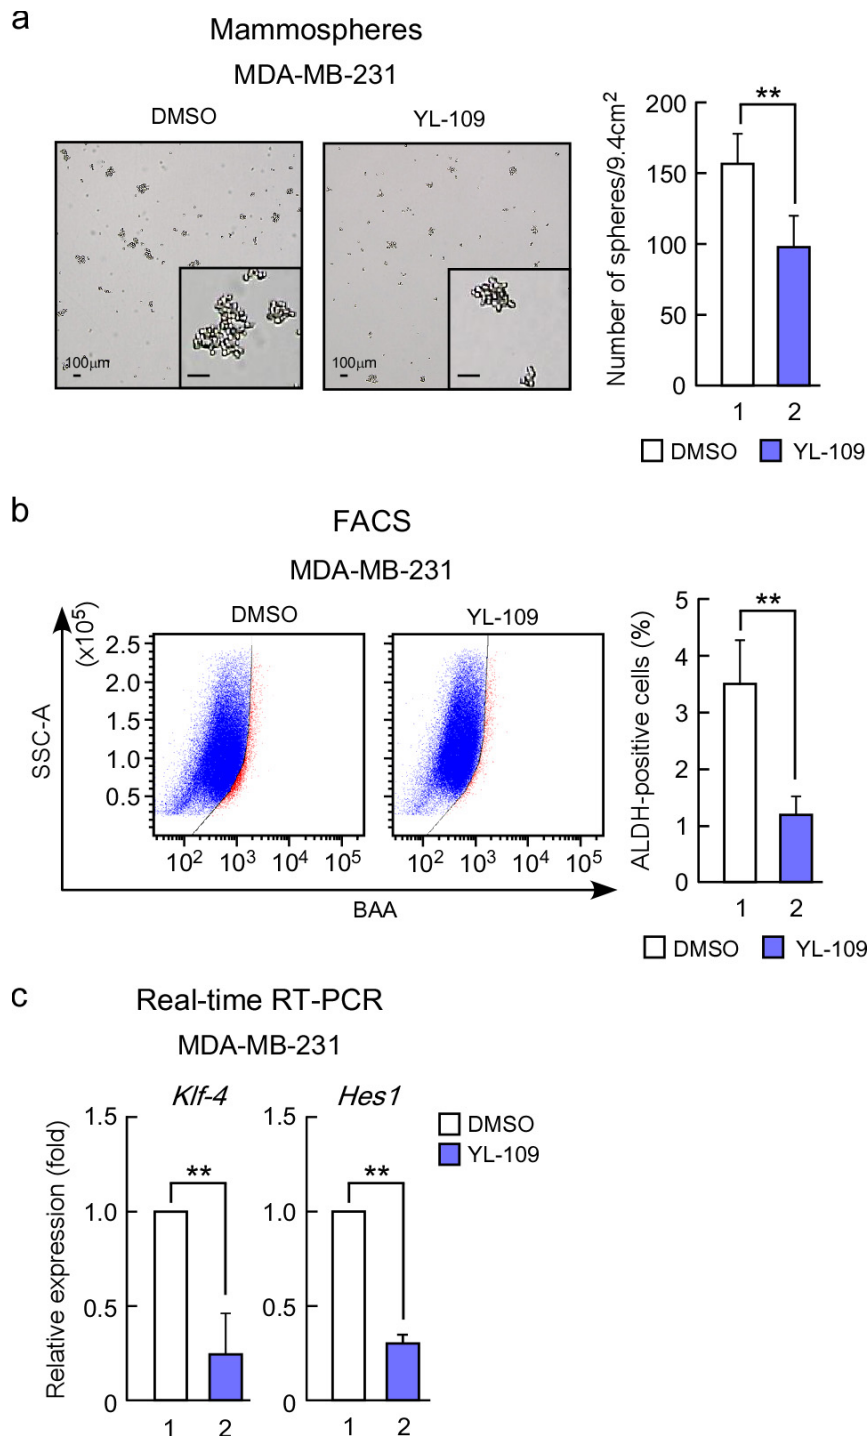 a
Mammospheres
MDA-MB-231
DMSO
YL-109
100μm
100μm
Number of spheres/9.4cm²
200
150
100
50
0
**
1 2
DMSO YL-109
b
FACS
MDA-MB-231
DMSO
YL-109
SSC-A
(x10⁵)
2.5
2.0
1.5
1.0
0.5
10² 10³ 10⁴ 10⁵
10² 10³ 10⁴ 10⁵
BAA
ALDH-positive cells (%)
5
4
3
2
1
0
**
1 2
DMSO YL-109
c
Real-time RT-PCR
MDA-MB-231
Klf-4
Relative expression (fold)
1.5
1.0
0.5
0
**
1 2
Hes1
1.5
1.0
0.5
0
**
1 2
DMSO
YL-109